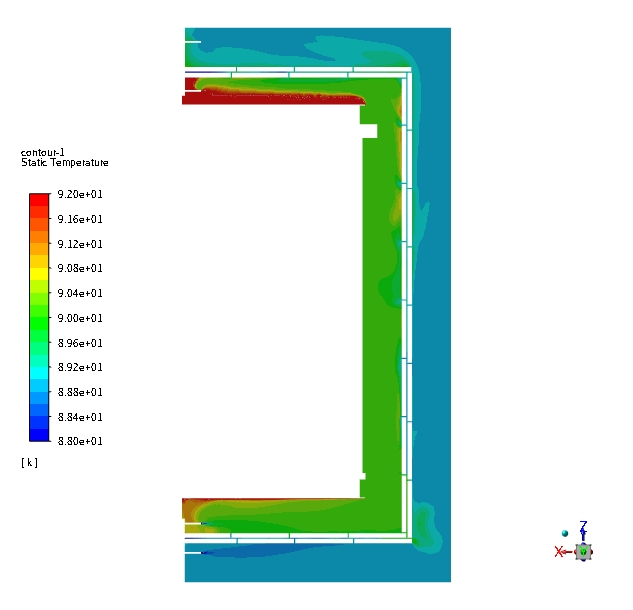 contour-1
Static Temperature
9.20e+01
9.16e+01
9.12e+01
9.08e+01
9.04e+01
9.00e+01
8.96e+01
8.92e+01
8.88e+01
8.84e+01
8.80e+01
[ k ]
Z
X